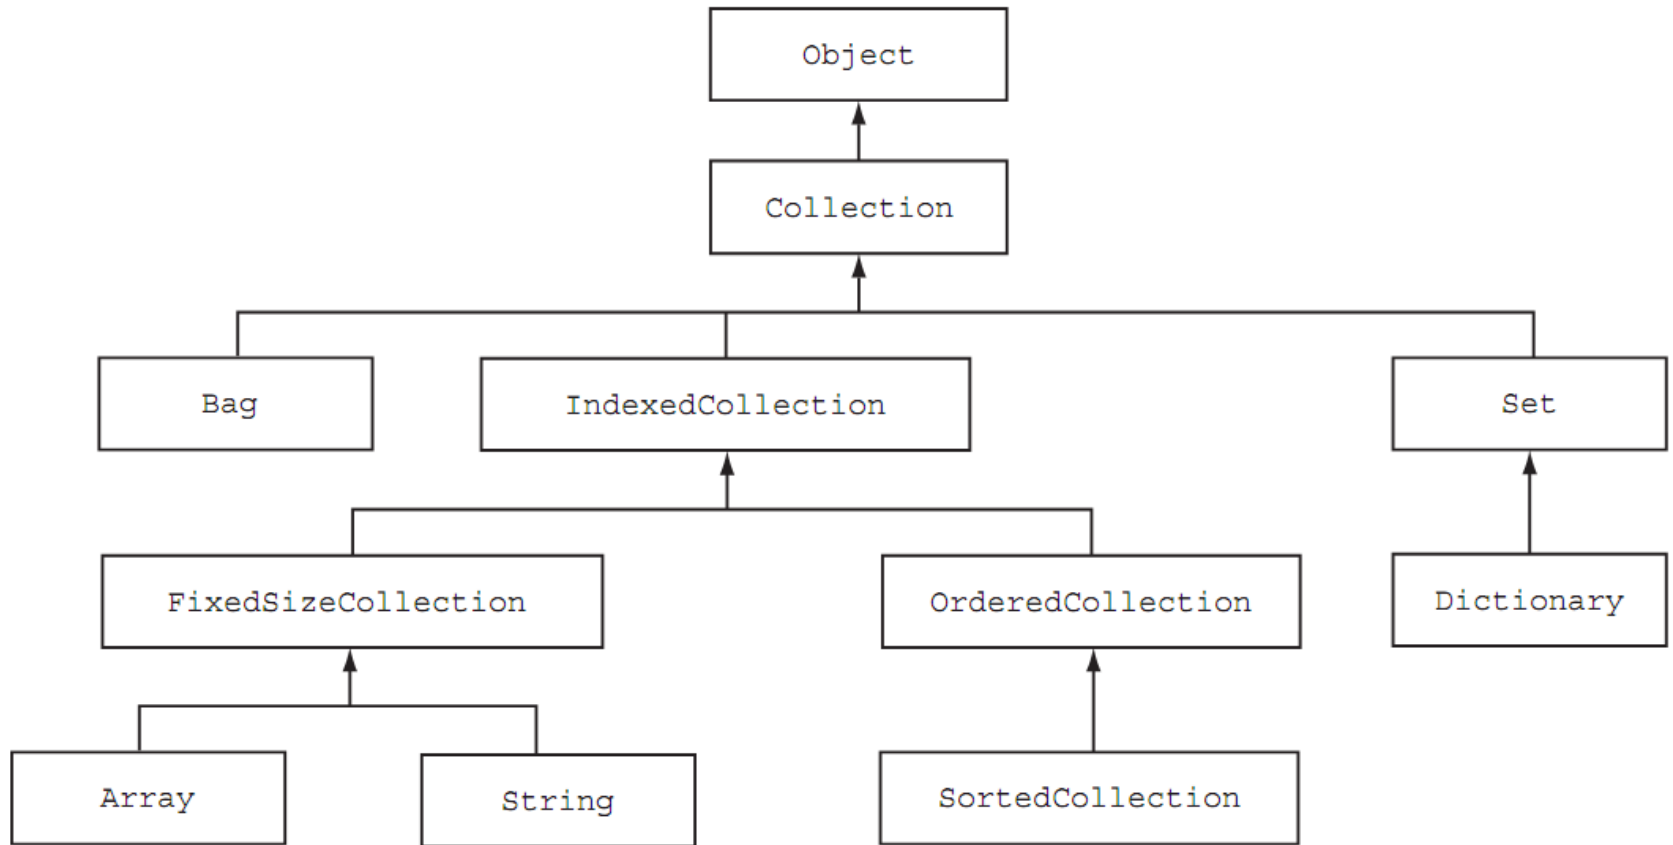 Object
Collection
Bag
IndexedCollection
Set
FixedSizeCollection
OrderedCollection
Dictionary
Array
String
SortedCollection